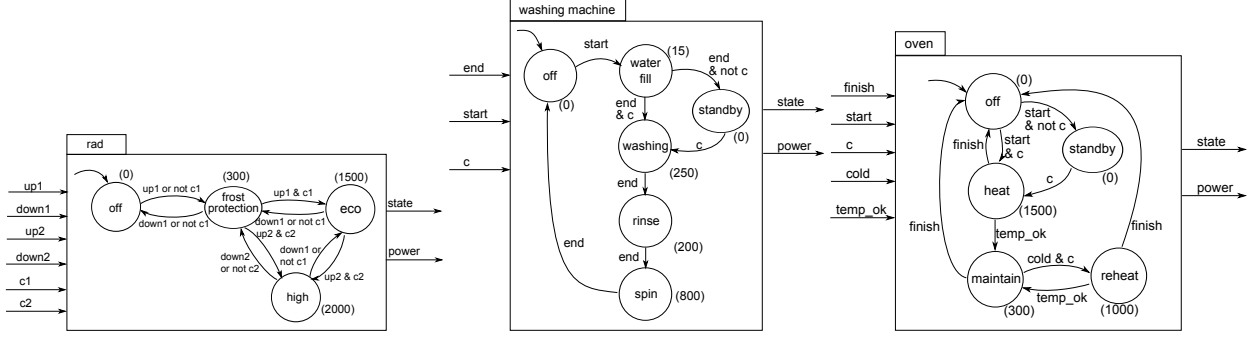 rad
up1
down1
up2
down2
c1
c2
(0)
off
up1 or not c1
down1 or not c1
(300)
frost
protection
up1 & c1
down1 or not c1
(1500)
eco
up2 & c2
down2
or not c2
down1 or
not c1
up2 & c2
high
(2000)
state
power
washing machine
end
start
c
off
(0)
start
water
fill
(15)
end
& not c
end
& c
standby
(0)
c
washing
(250)
end
rinse
(200)
end
spin
(800)
end
state
power
oven
finish
start
c
cold
temp_ok
(0)
off
start
& not c
start
& c
finish
standby
(0)
c
heat
(1500)
temp_ok
finish
finish
maintain
(300)
cold & c
temp_ok
reheat
(1000)
state
power